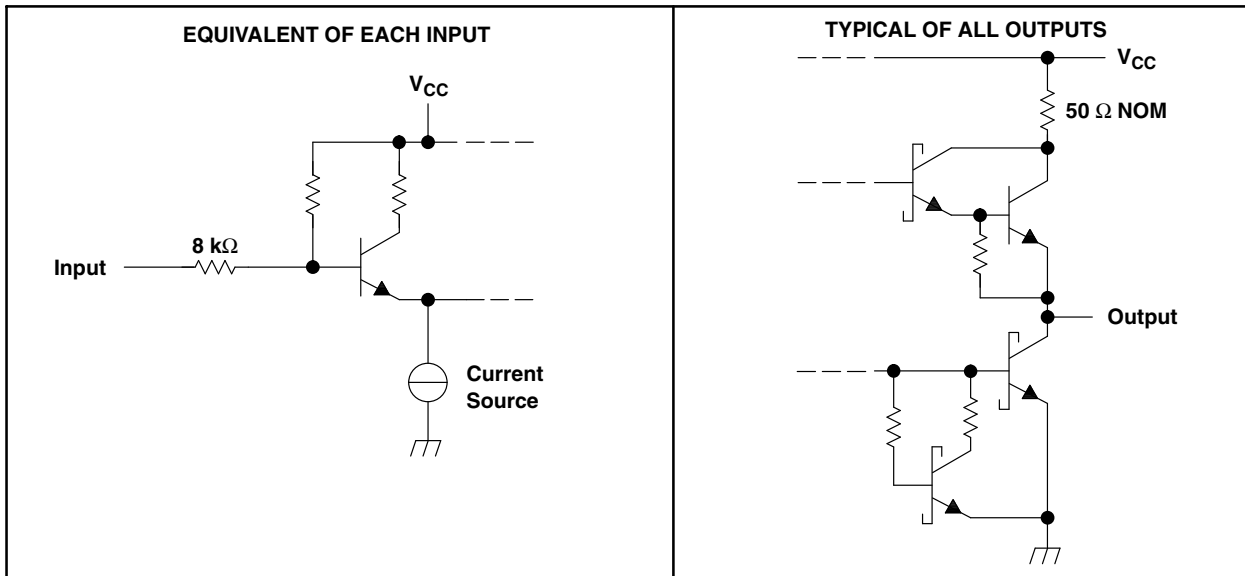 EQUIVALENT OF EACH INPUT
VCC
8 kΩ
Input
Current
Source
TYPICAL OF ALL OUTPUTS
VCC
50 Ω NOM
Output